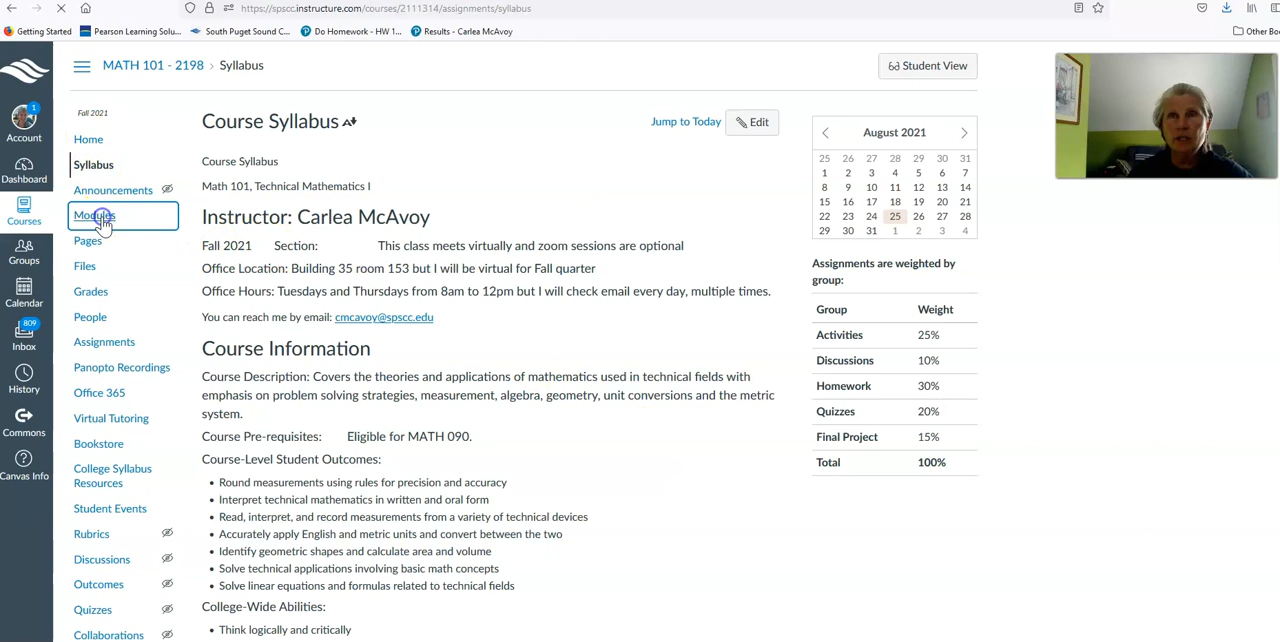 https://spscc.instructure.com/courses/2111314/assignments/syllabus
Getting Started
Pearson Learning Solu...
South Puget Sound C...
Do Homework - HW 1...
Results - Carlea McAvoy
Other Bo
MATH 101 - 2198 > Syllabus
Student View
1
Account
Dashboard
Courses
Groups
Calendar
809
Inbox
History
Commons
Canvas Info
Fall 2021
Home
Syllabus
Announcements
Modules
Pages
Files
Grades
People
Assignments
Panopto Recordings
Office 365
Virtual Tutoring
Bookstore
College Syllabus
Resources
Student Events
Rubrics
Discussions
Outcomes
Quizzes
Collaborations
Course Syllabus
Jump to Today
Edit
Course Syllabus
Math 101, Technical Mathematics I
Instructor: Carlea McAvoy
Fall 2021 Section: This class meets virtually and zoom sessions are optional
Office Location: Building 35 room 153 but I will be virtual for Fall quarter
Office Hours: Tuesdays and Thursdays from 8am to 12pm but I will check email every day, multiple times.
You can reach me by email: cmcavoy@spscc.edu
Course Information
Course Description: Covers the theories and applications of mathematics used in technical fields with
emphasis on problem solving strategies, measurement, algebra, geometry, unit conversions and the metric
system.
Course Pre-requisites: Eligible for MATH 090.
Course-Level Student Outcomes:
• Round measurements using rules for precision and accuracy
• Interpret technical mathematics in written and oral form
• Read, interpret, and record measurements from a variety of technical devices
• Accurately apply English and metric units and convert between the two
• Identify geometric shapes and calculate area and volume
• Solve technical applications involving basic math concepts
• Solve linear equations and formulas related to technical fields
College-Wide Abilities:
• Think logically and critically
August 2021
25 26 27 28 29 30 31
1 2 3 4 5 6 7
8 9 10 11 12 13 14
15 16 17 18 19 20 21
22 23 24 25 26 27 28
29 30 31 1 2 3 4
Assignments are weighted by
group:
Group Weight
Activities 25%
Discussions 10%
Homework 30%
Quizzes 20%
Final Project 15%
Total 100%